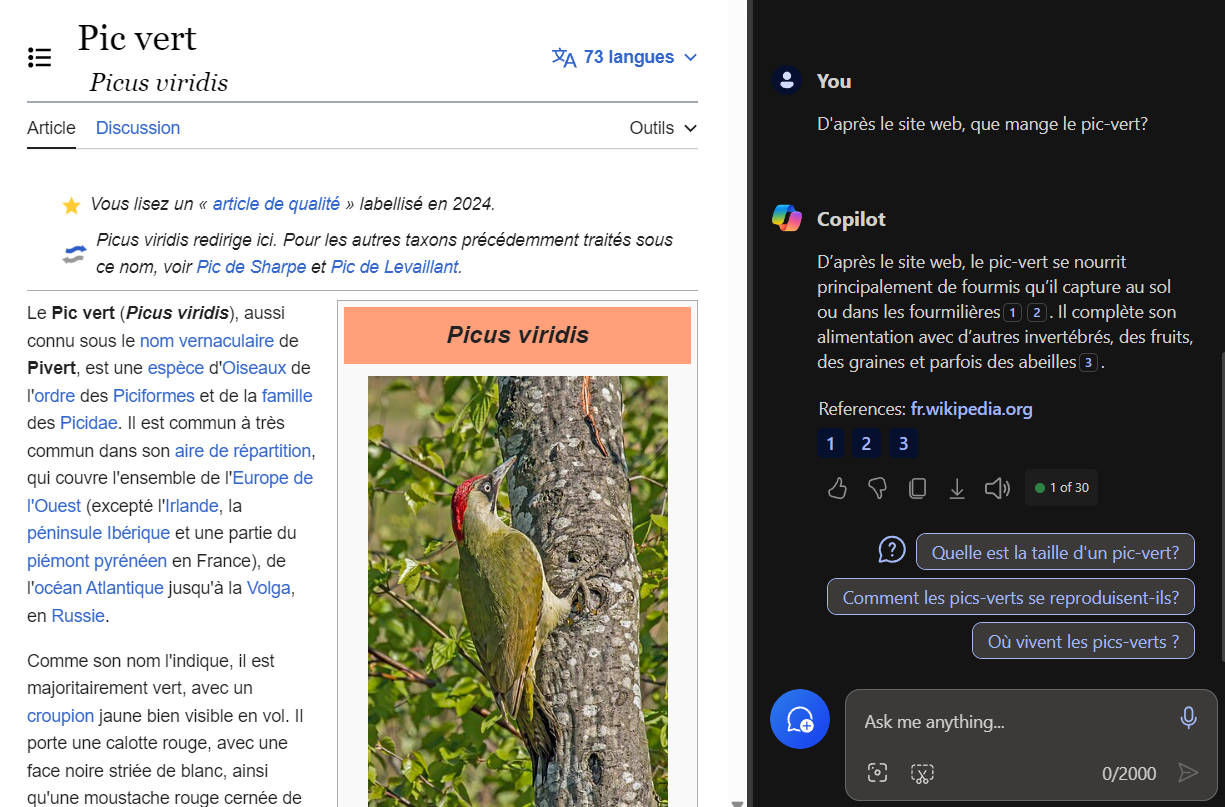 Pic vert
Picus viridis
73 langues
Article Discussion
Outils
Vous lisez un « article de qualité » labellisé en 2024.
Picus viridis redirige ici. Pour les autres taxons précédemment traités sous
ce nom, voir Pic de Sharpe et Pic de Levaillant.
Le Pic vert (Picus viridis), aussi
connu sous le nom vernaculaire de
Pivert, est une espèce d'Oiseaux de
l'ordre des Piciformes et de la famille
des Picidae. Il est commun à très
commun dans son aire de répartition,
qui couvre l'ensemble de l'Europe de
l'Ouest (excepté l'Irlande, la
péninsule Ibérique et une partie du
piémont pyrénéen en France), de
l'océan Atlantique jusqu'à la Volga,
en Russie.
Comme son nom l'indique, il est
majoritairement vert, avec un
croupion jaune bien visible en vol. Il
porte une calotte rouge, avec une
face noire striée de blanc, ainsi
qu'une moustache rouge cernée de
Picus viridis
You
D'après le site web, que mange le pic-vert?
Copilot
D’après le site web, le pic-vert se nourrit
principalement de fourmis qu’il capture au sol
ou dans les fourmilières 1 2 . Il complète son
alimentation avec d’autres invertébrés, des fruits,
des graines et parfois des abeilles 3 .
References: fr.wikipedia.org
1 2 3
1 of 30
Quelle est la taille d'un pic-vert?
Comment les pics-verts se reproduisent-ils?
Où vivent les pics-verts ?
Ask me anything...
0/2000